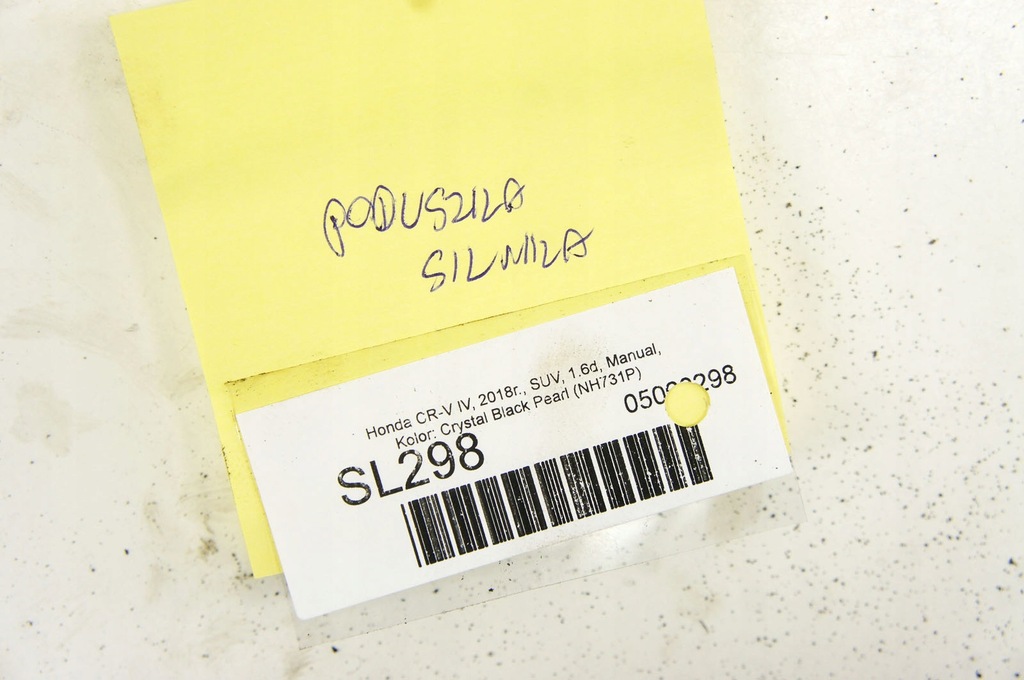 PODUSZKA
SILNIKA
Honda CR-V IV, 2018r., SUV, 1.6d, Manual,
Kolor: Crystal Black Pearl (NH731P)
SL298